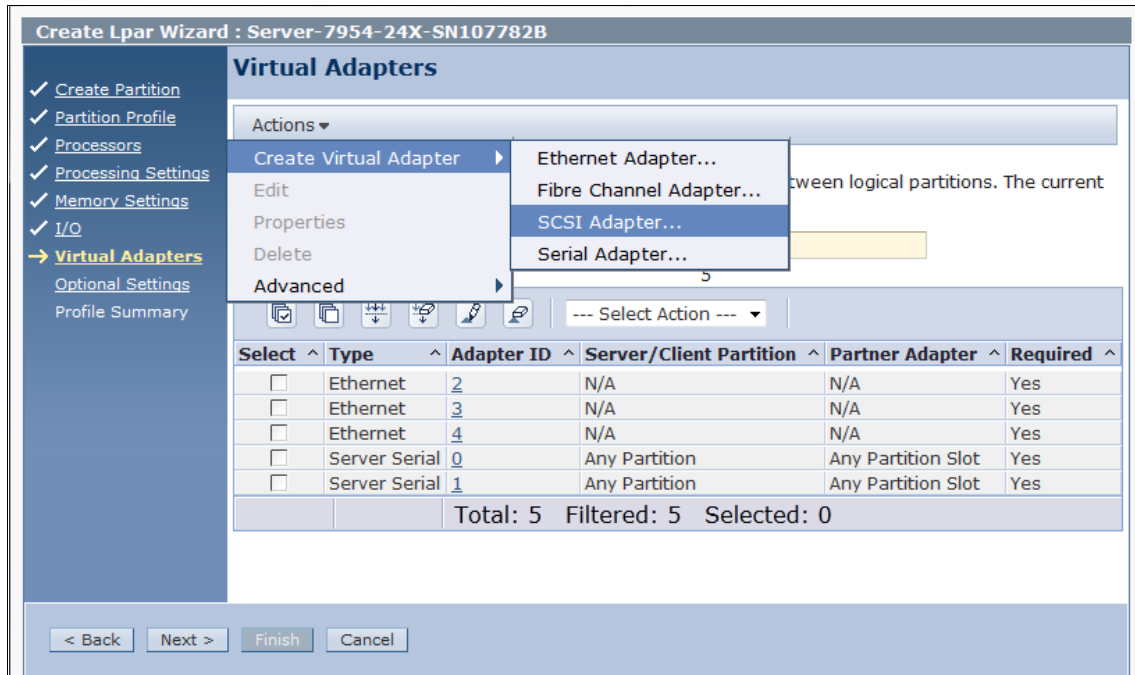 Create Lpar Wizard : Server-7954-24X-SN107782B
Create Partition
Partition Profile
Processors
Processing Settings
Memory Settings
I/O
Virtual Adapters
Optional Settings
Profile Summary
Virtual Adapters
Actions
Create Virtual Adapter
Edit
Properties
Delete
Advanced
Ethernet Adapter...
Fibre Channel Adapter...
SCSI Adapter...
Serial Adapter...
between logical partitions. The current
5
--- Select Action ---
Select Type Adapter ID Server/Client Partition Partner Adapter Required
Ethernet 2 N/A N/A Yes
Ethernet 3 N/A N/A Yes
Ethernet 4 N/A N/A Yes
Server Serial 0 Any Partition Any Partition Slot Yes
Server Serial 1 Any Partition Any Partition Slot Yes
Total: 5 Filtered: 5 Selected: 0
< Back Next > Finish Cancel